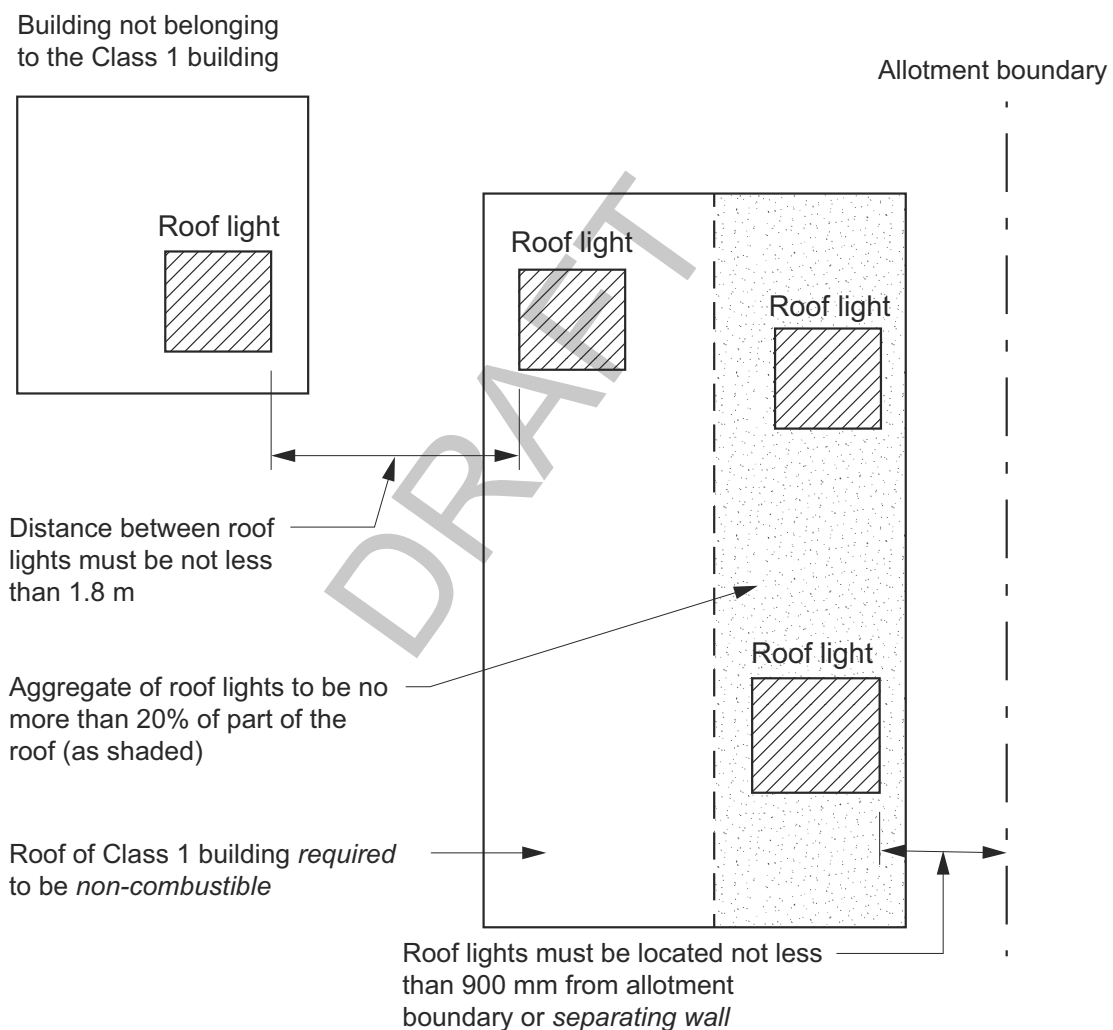 Building not belonging
to the Class 1 building
Allotment boundary
Roof light
Roof light
Roof light
DRAFT
Distance between roof
lights must be not less
than 1.8 m
Roof light
Aggregate of roof lights to be no
more than 20% of part of the
roof (as shaded)
Roof of Class 1 building required
to be non-combustible
Roof lights must be located not less
than 900 mm from allotment
boundary or separating wall